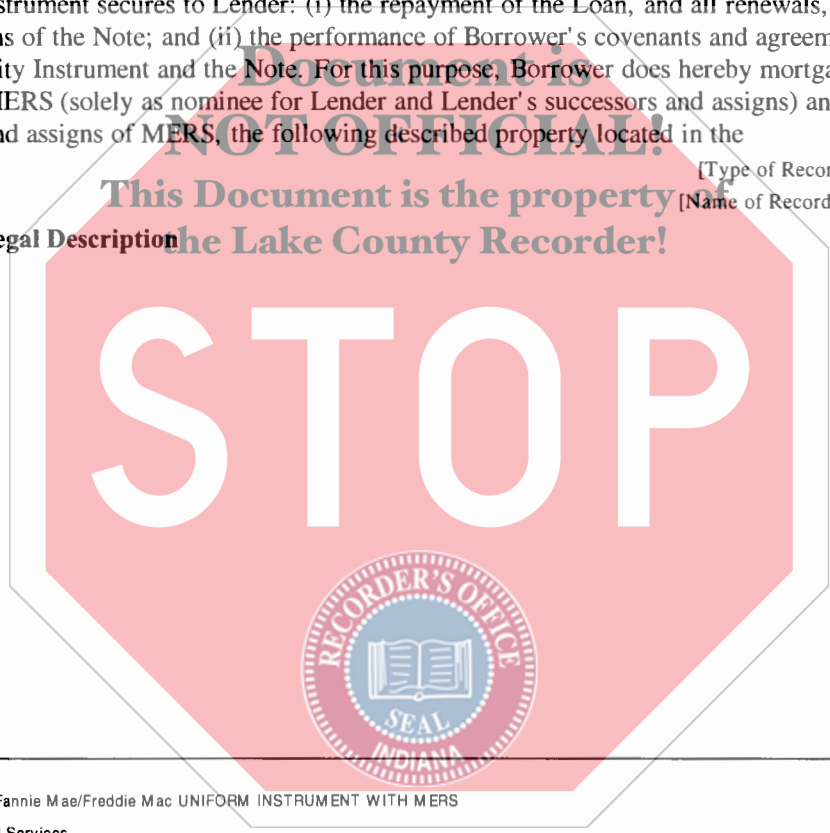 strument secures to Lender: (i) the repayment of the Loan, and all renewals,
s of the Note; and (ii) the performance of Borrower's covenants and agreem
ity Instrument and the Note. For this purpose, Borrower does hereby mortga
ERS (solely as nominee for Lender and Lender's successors and assigns) an
d assigns of MERS, the following described property located in the
[Type of Recor
[Name of Record
egal Description
Document is
NOT OFFICIAL!
This Document is the property of
the Lake County Recorder!
STOP
RECORDER'S OFFICE
SEAL
INDIANA
Fannie Mae/Freddie Mac UNIFORM INSTRUMENT WITH MERS
Services